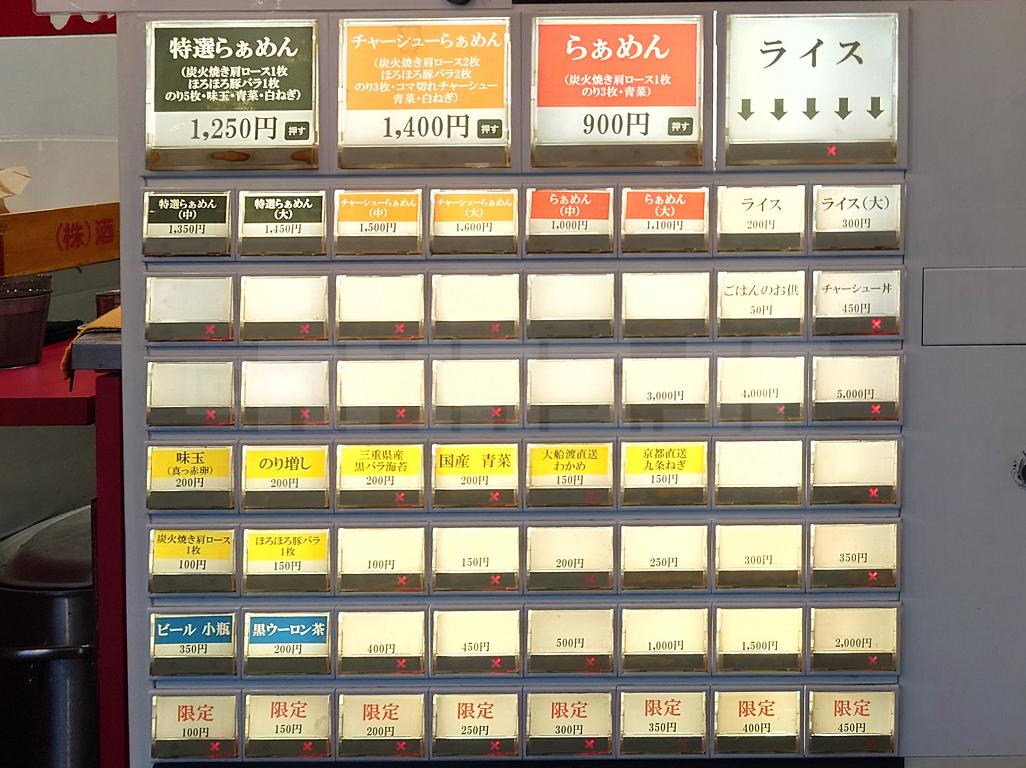 特選らぁめん
(炭火焼き肩ロース1枚
ほろほろ豚バラ1枚
のり5枚・味玉・青菜・白ねぎ)
1,250円 押す
チャーシューらぁめん
(炭火焼き肩ロース2枚
ほろほろ豚バラ2枚
のり3枚・コマ切れチャーシュー
青菜・白ねぎ)
1,400円 押す
らぁめん
(炭火焼き肩ロース1枚
のり3枚・青菜)
900円 押す
ライス
特選らぁめん
(中)
1,350円
特選らぁめん
(大)
1,450円
チャーシューらぁめん
(中)
1,500円
チャーシューらぁめん
(大)
1,600円
らぁめん
(中)
1,000円
らぁめん
(大)
1,100円
ライス
200円
ライス(大)
300円
(株)酒
ごはんのお供
50円
チャーシュー丼
450円
3,000円
4,000円
5,000円
味玉
(真っ赤卵)
200円
のり増し
200円
三重県産
黒バラ海苔
200円
国産 青菜
200円
大船渡直送
わかめ
150円
京都直送
九条ねぎ
150円
炭火焼き肩ロース
1枚
100円
ほろほろ豚バラ
1枚
150円
100円
150円
200円
250円
300円
350円
ビール 小瓶
350円
黒ウーロン茶
200円
400円
450円
500円
1,000円
1,500円
2,000円
限定
100円
限定
150円
限定
200円
限定
250円
限定
300円
限定
350円
限定
400円
限定
450円